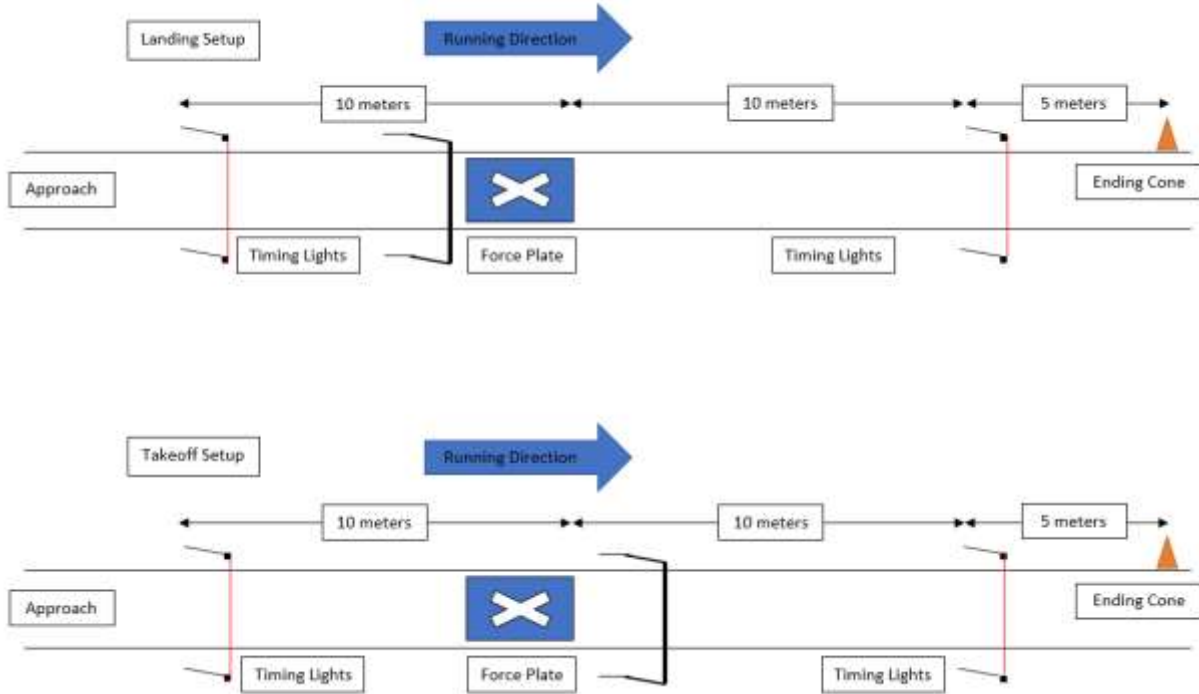 Landing Setup
Running Direction
10 meters
10 meters
5 meters
Approach
Ending Cone
Timing Lights
Force Plate
Timing Lights
Takeoff Setup
Running Direction
10 meters
10 meters
5 meters
Approach
Ending Cone
Timing Lights
Force Plate
Timing Lights